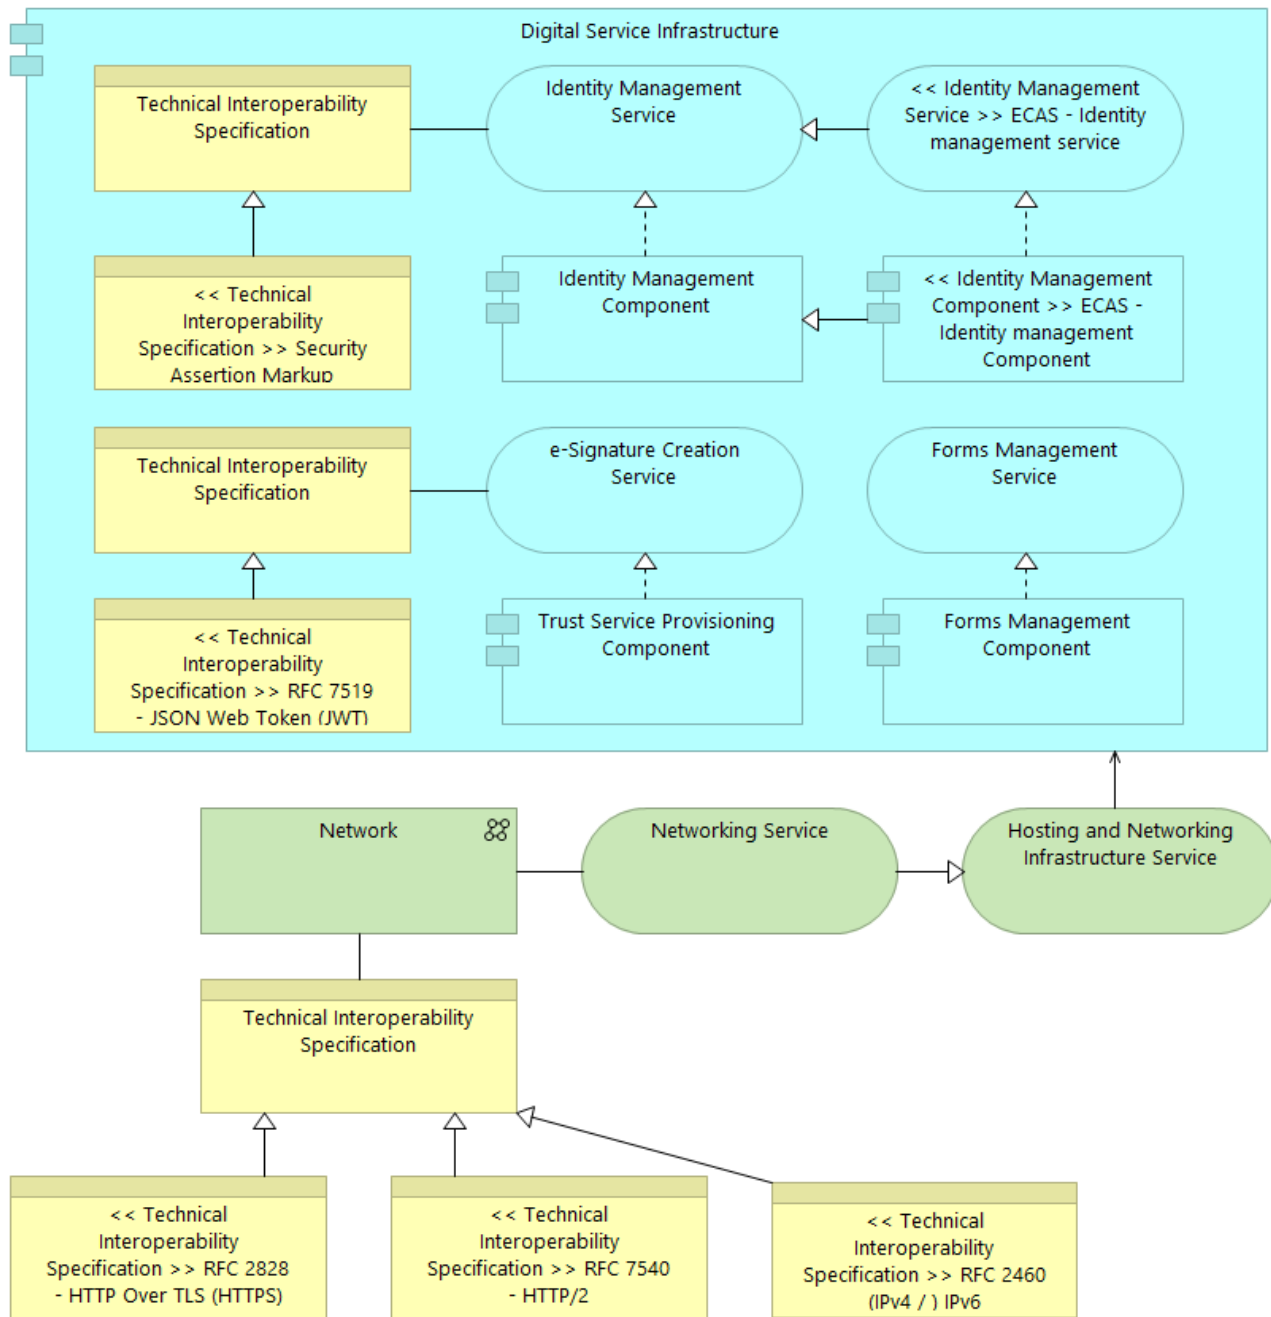 Digital Service Infrastructure
Technical Interoperability
Specification
Identity Management
Service
<< Identity Management
Service >> ECAS - Identity
management service
<< Technical
Interoperability
Specification >> Security
Assertion Markup
Identity Management
Component
<< Identity Management
Component >> ECAS -
Identity management
Component
Technical Interoperability
Specification
e-Signature Creation
Service
Forms Management
Service
<< Technical
Interoperability
Specification >> RFC 7519
- JSON Web Token (JWT)
Trust Service Provisioning
Component
Forms Management
Component
Network
Networking Service
Hosting and Networking
Infrastructure Service
Technical Interoperability
Specification
<< Technical
Interoperability
Specification >> RFC 2828
- HTTP Over TLS (HTTPS)
<< Technical
Interoperability
Specification >> RFC 7540
- HTTP/2
<< Technical
Interoperability
Specification >> RFC 2460
(IPv4 / ) IPv6